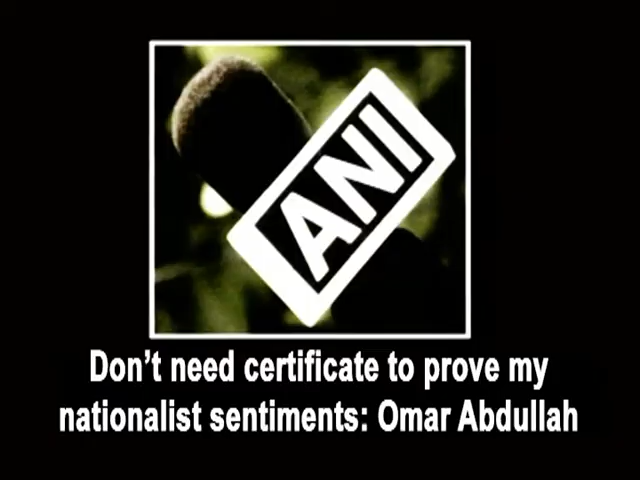 ANI
Don’t need certificate to prove my
nationalist sentiments: Omar Abdullah